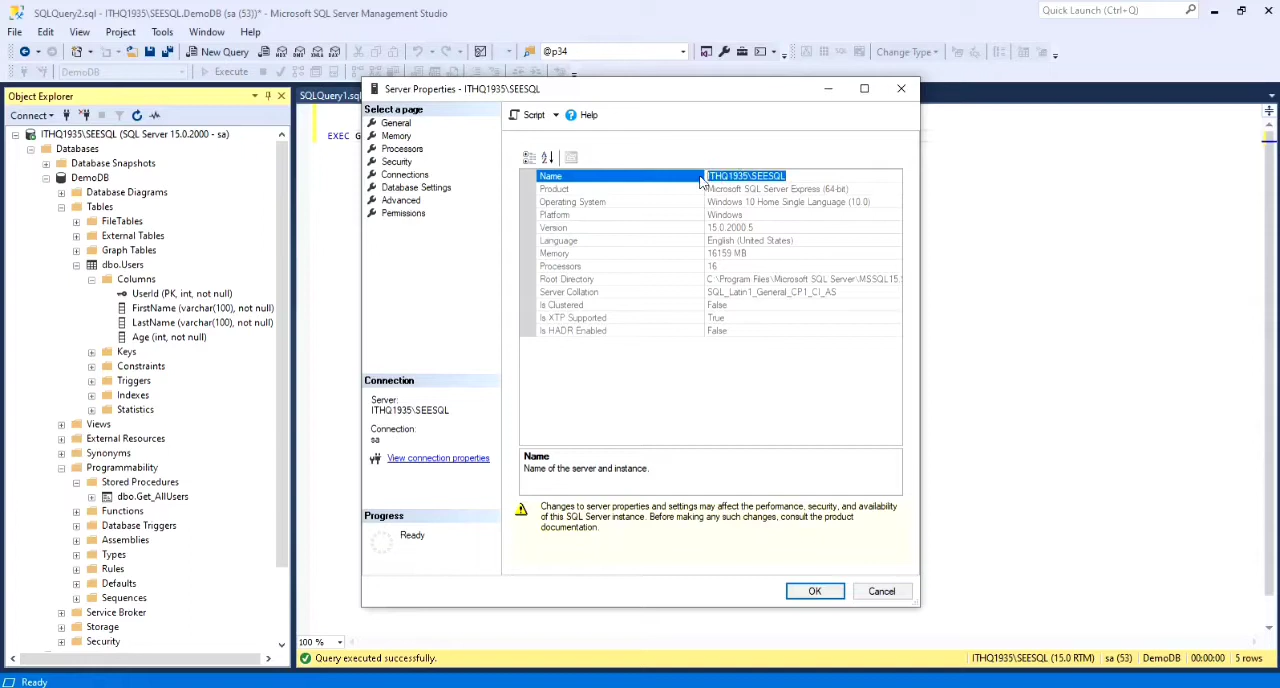 SQLQuery2.sql - ITHQ1935\SEESQL.DemoDB (sa (53))* - Microsoft SQL Server Management Studio
Quick Launch (Ctrl+Q)
File Edit View Project Tools Window Help
New Query @p34 Change Type
DemoDB Execute
Object Explorer
SQLQuery1.sql
Connect
EXEC G
ITHQ1935\SEESQL (SQL Server 15.0.2000 - sa)
Databases
Database Snapshots
DemoDB
Database Diagrams
Tables
FileTables
External Tables
Graph Tables
dbo.Users
Columns
UserId (PK, int, not null)
FirstName (varchar(100), not null)
LastName (varchar(100), not null)
Age (int, not null)
Keys
Constraints
Triggers
Indexes
Statistics
Views
External Resources
Synonyms
Programmability
Stored Procedures
dbo.Get_AllUsers
Functions
Database Triggers
Assemblies
Types
Rules
Defaults
Sequences
Service Broker
Storage
Security
Server Properties - ITHQ1935\SEESQL
Select a page
General
Memory
Processors
Security
Connections
Database Settings
Advanced
Permissions
Connection
Server:
ITHQ1935\SEESQL
Connection:
sa
View connection properties
Progress
Ready
Script Help
Name ITHQ1935\SEESQL
Product Microsoft SQL Server Express (64-bit)
Operating System Windows 10 Home Single Language (10.0)
Platform Windows
Version 15.0.2000.5
Language English (United States)
Memory 16159 MB
Processors 16
Root Directory C:\Program Files\Microsoft SQL Server\MSSQL15.
Server Collation SQL_Latin1_General_CP1_CI_AS
Is Clustered False
Is XTP Supported True
Is HADR Enabled False
Name
Name of the server and instance.
Changes to server properties and settings may affect the performance, security, and availability
of this SQL Server instance. Before making any such changes, consult the product
documentation.
OK Cancel
100 %
Query executed successfully. ITHQ1935\SEESQL (15.0 RTM) sa (53) DemoDB 00:00:00 5 rows
Ready